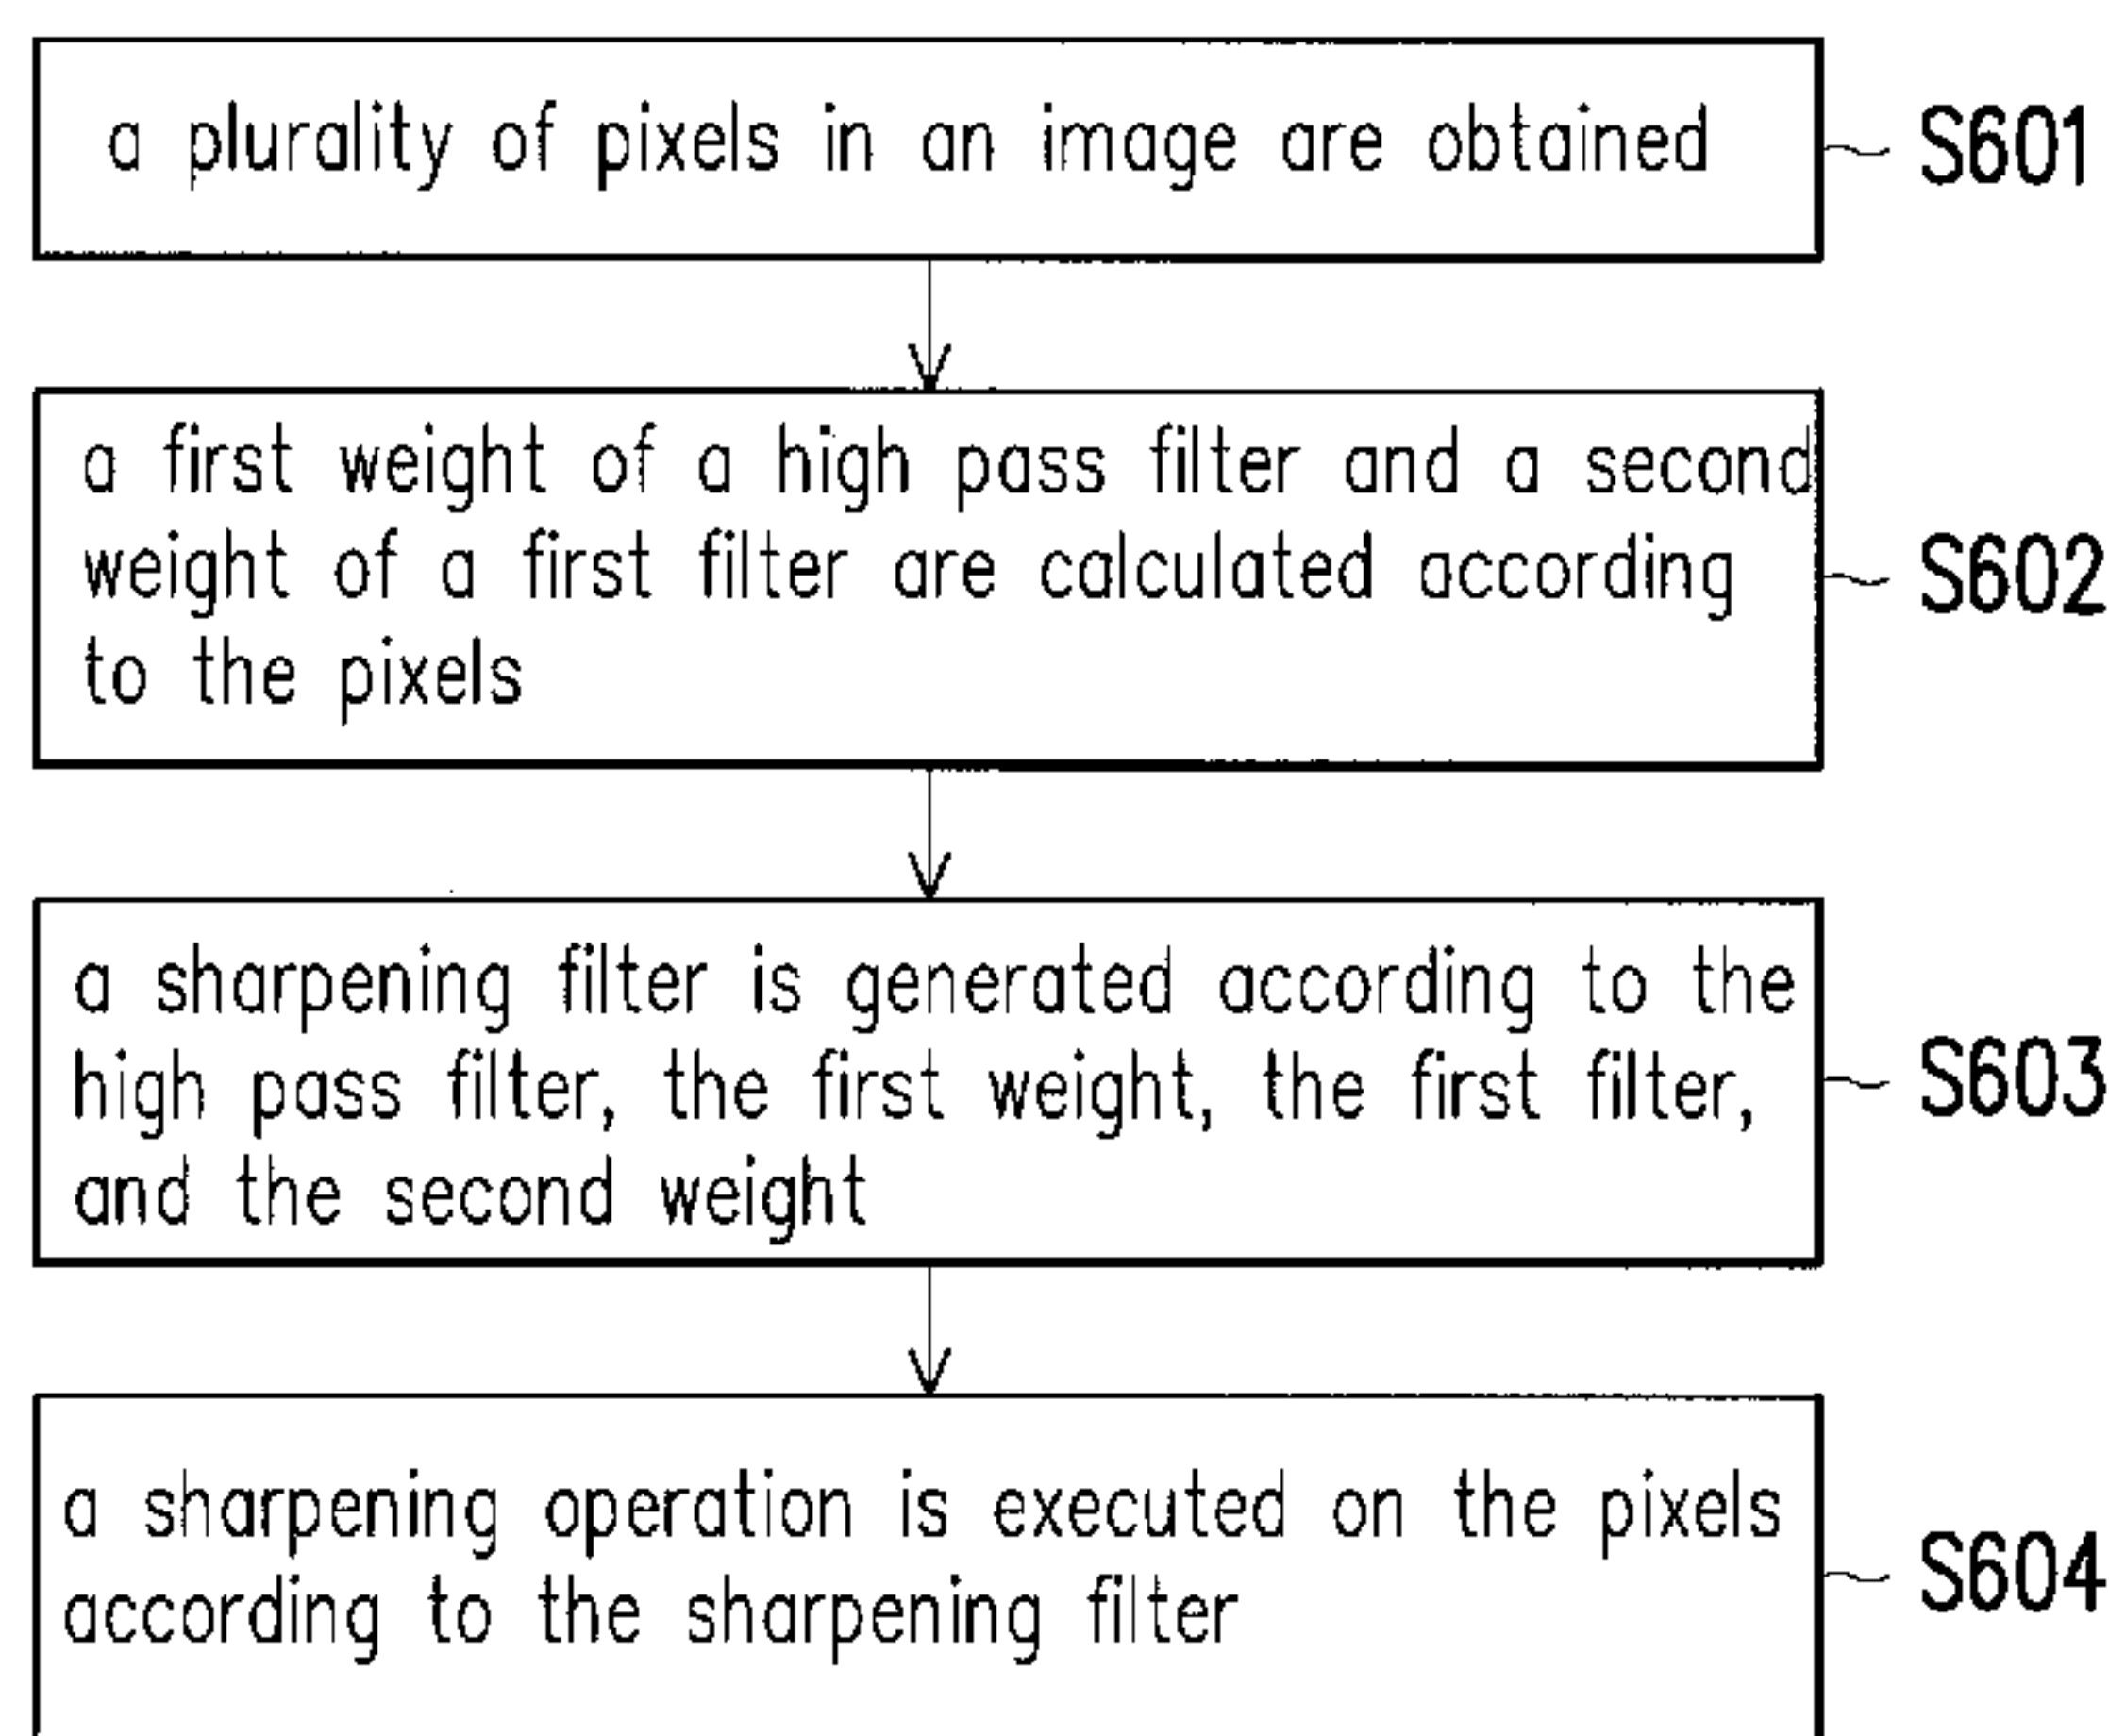 a plurality of pixels in an image are obtained
S601
a first weight of a high pass filter and a second
weight of a first filter are calculated according
to the pixels
S602
a sharpening filter is generated according to the
high pass filter, the first weight, the first filter,
and the second weight
S603
a sharpening operation is executed on the pixels
according to the sharpening filter
S604